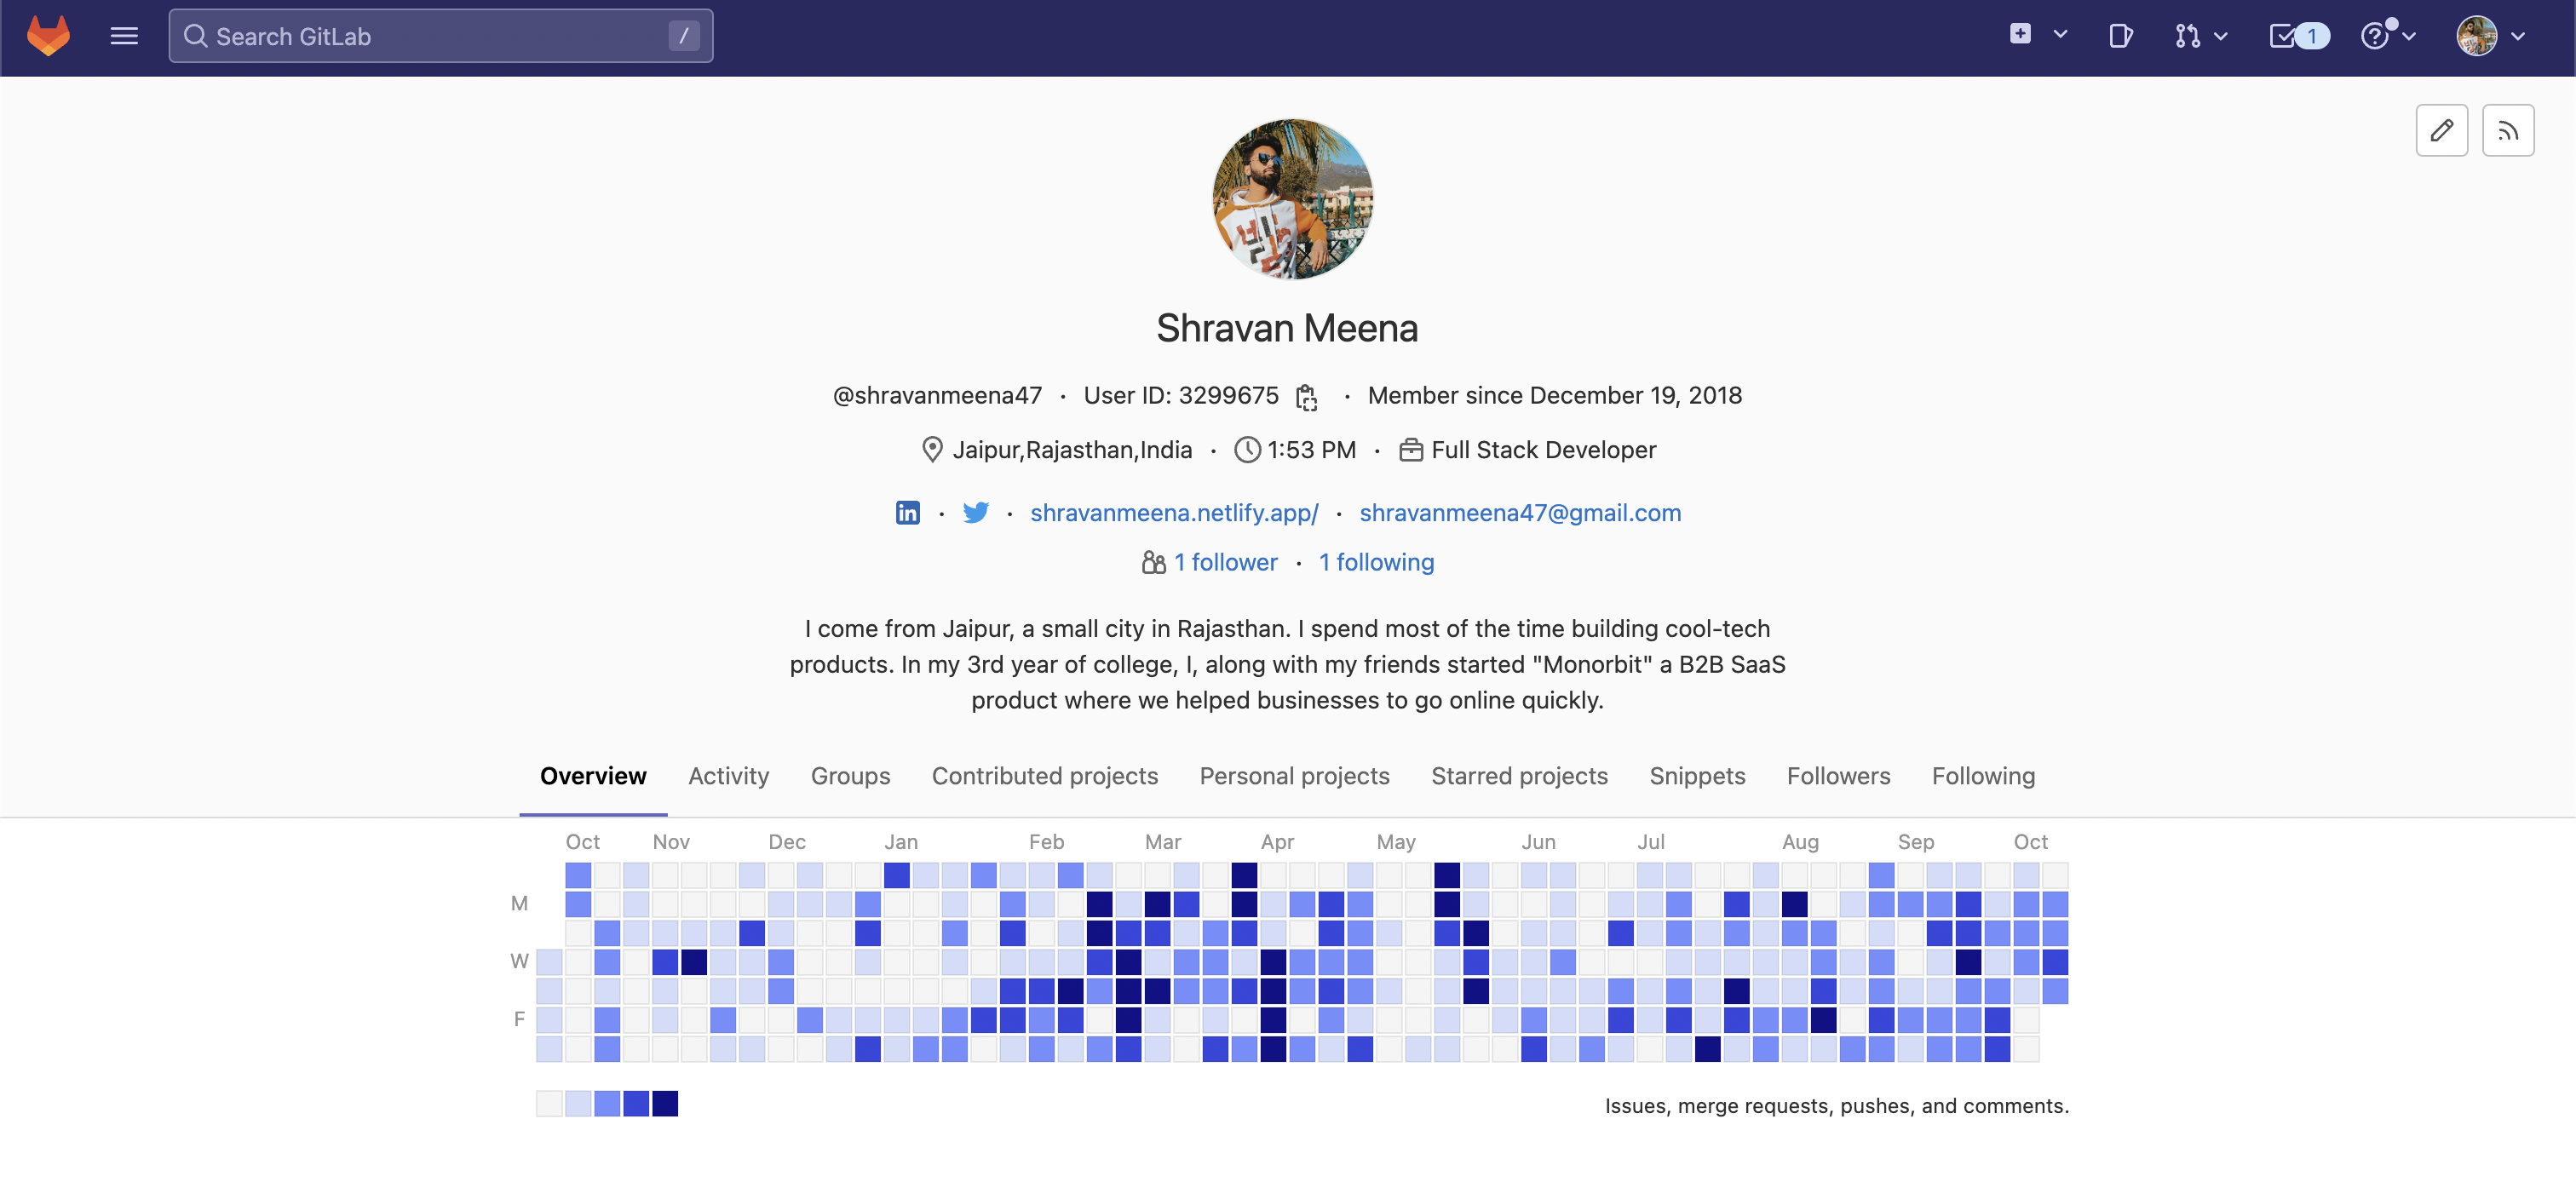 Search GitLab /
1
Shravan Meena
@shravanmeena47 · User ID: 3299675 · Member since December 19, 2018
Jaipur,Rajasthan,India · 1:53 PM · Full Stack Developer
in · · shravanmeena.netlify.app/ · shravanmeena47@gmail.com
1 follower · 1 following
I come from Jaipur, a small city in Rajasthan. I spend most of the time building cool-tech
products. In my 3rd year of college, I, along with my friends started "Monorbit" a B2B SaaS
product where we helped businesses to go online quickly.
Overview Activity Groups Contributed projects Personal projects Starred projects Snippets Followers Following
Oct Nov Dec Jan Feb Mar Apr May Jun Jul Aug Sep Oct
M
W
F
Issues, merge requests, pushes, and comments.